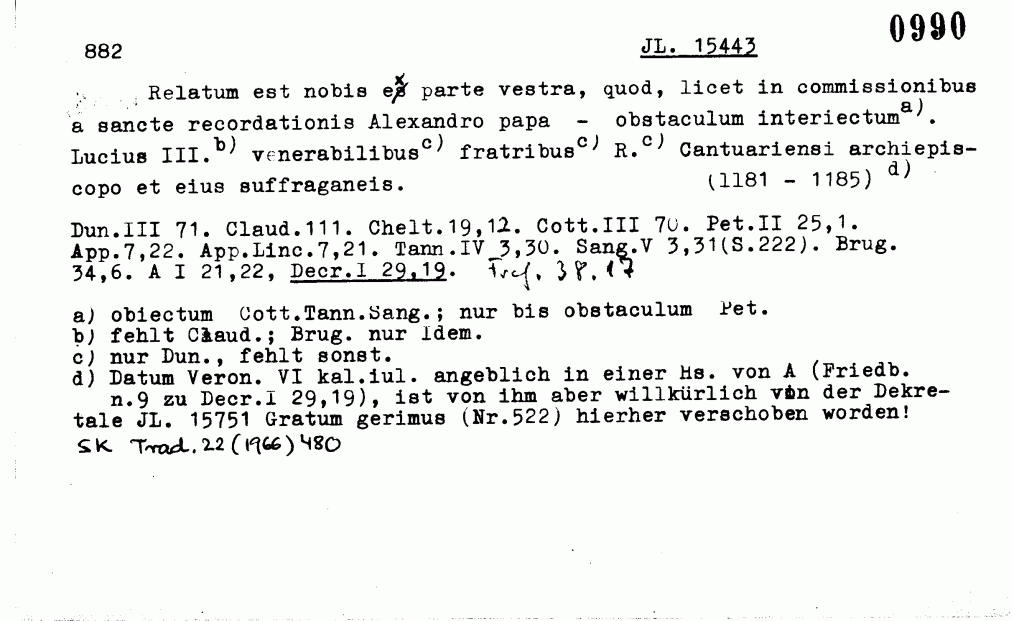 0990
882 JL. 15443
Relatum est nobis ex parte vestra, quod, licet in commissionibus
a sancte recordationis Alexandro papa - obstaculum interiectum a).
Lucius III. b) venerabilibus c) fratribus c) R. c) Cantuariensi archiepis-
copo et eius suffraganeis. (1181 - 1185) d)
Dun.III 71. Claud.111. Chelt.19,12. Cott.III 70. Pet.II 25,1.
App.7,22. App.Linc.7,21. Tann.IV 3,30. Sang.V 3,31(S.222). Brug.
34,6. A I 21,22, Decr.I 29,19. 38.17
a) obiectum Cott.Tann.Sang.; nur bis obstaculum Pet.
b) fehlt Claud.; Brug. nur Idem.
c) nur Dun., fehlt sonst.
d) Datum Veron. VI kal.iul. angeblich in einer Hs. von A (Friedb.
n.9 zu Decr.I 29,19), ist von ihm aber willkürlich von der Dekre-
tale JL. 15751 Gratum gerimus (Nr.522) hierher verschoben worden!
SK Trad. 22 (1966) 480